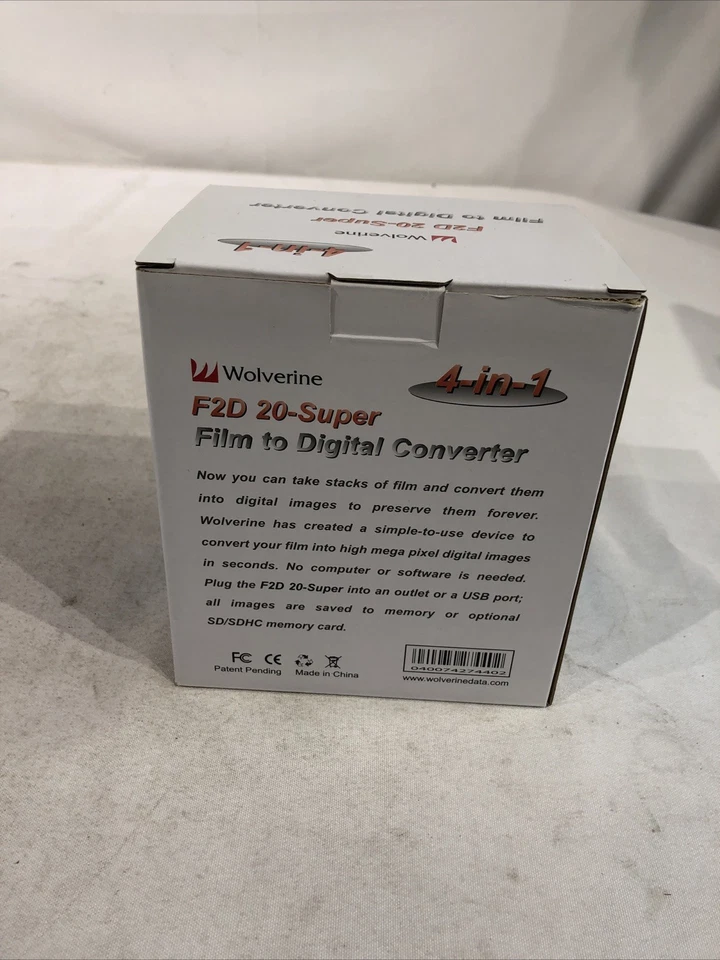 Film to Digital Converter
F2D 20-Super
Wolverine
4-in-1
Wolverine
4-in-1
F2D 20-Super
Film to Digital Converter
Now you can take stacks of film and convert them
into digital images to preserve them forever.
Wolverine has created a simple-to-use device to
convert your film into high mega pixel digital images
in seconds. No computer or software is needed.
Plug the F2D 20-Super into an outlet or a USB port;
all images are saved to memory or optional
SD/SDHC memory card.
FC CE
Patent Pending Made in China
040074274402
www.wolverinedata.com